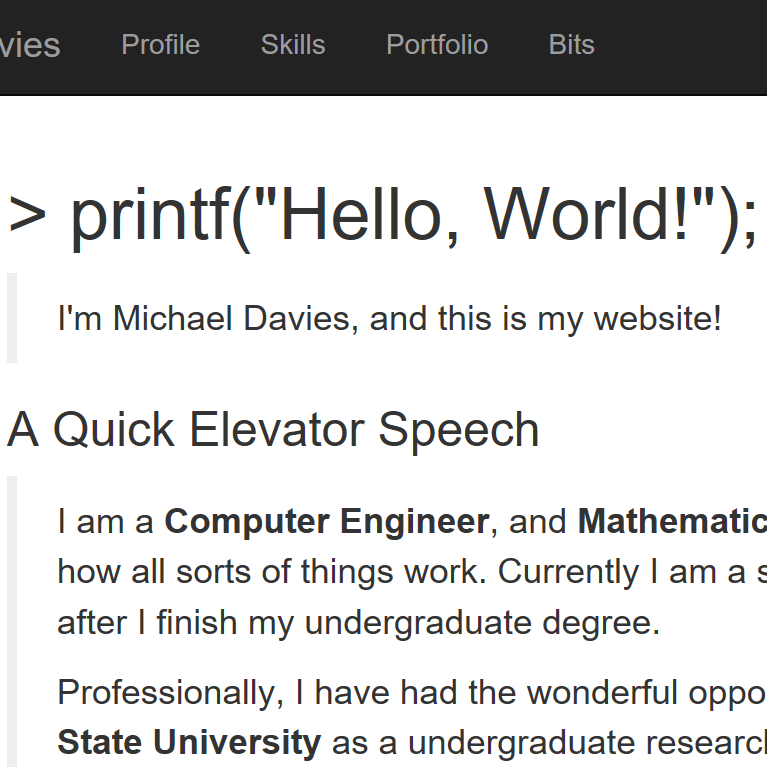 vies Profile Skills Portfolio Bits
> printf("Hello, World!");
I'm Michael Davies, and this is my website!
A Quick Elevator Speech
I am a Computer Engineer, and Mathematic
how all sorts of things work. Currently I am a s
after I finish my undergraduate degree.
Professionally, I have had the wonderful oppo
State University as a undergraduate research